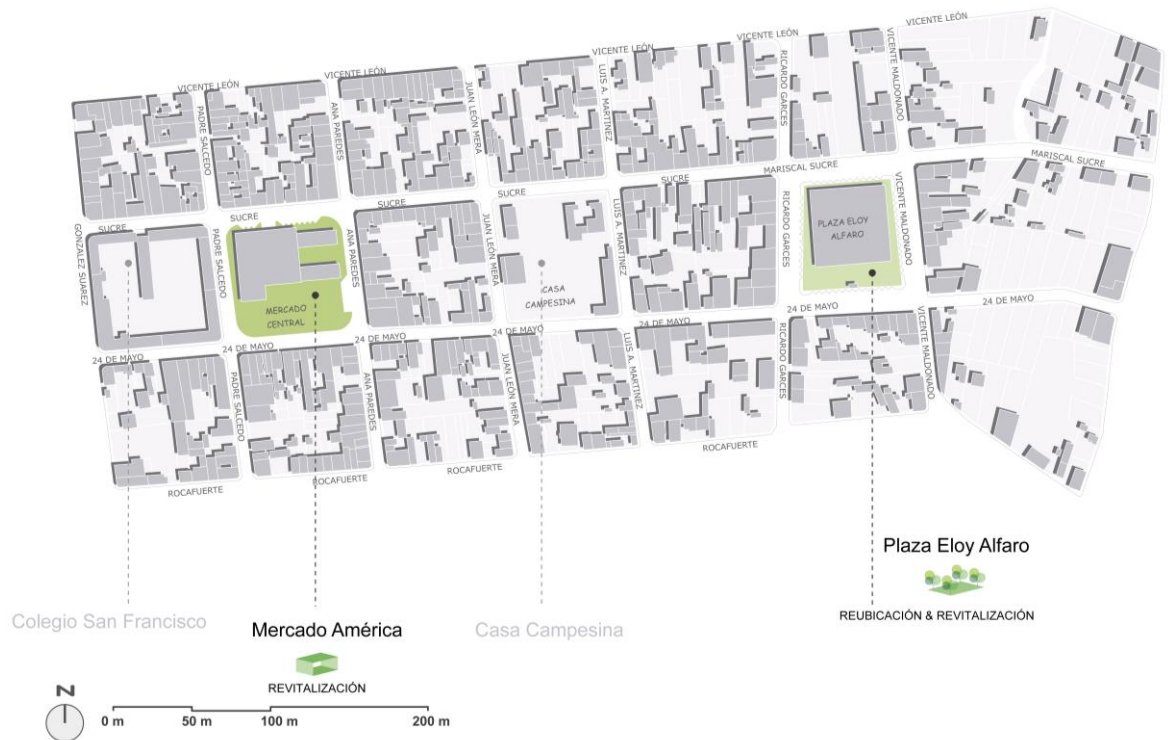 VICENTE LEÓN
VICENTE LEÓN
VICENTE LEÓN
VICENTE LEÓN
VICENTE LEÓN
PADRE SALCEDO
ANA PAREDES
JUAN LEÓN MERA
LUIS A. MARTINEZ
RICARDO GARCES
VICENTE MALDONADO
SUCRE
SUCRE
SUCRE
SUCRE
SUCRE
MARISCAL SUCRE
MARISCAL SUCRE
GONZALEZ SUAREZ
PADRE SALCEDO
ANA PAREDES
JUAN LEÓN MERA
LUIS A. MARTINEZ
RICARDO GARCES
VICENTE MALDONADO
PLAZA ELOY
ALFARO
MERCADO
CENTRAL
CASA
CAMPESINA
24 DE MAYO
24 DE MAYO
24 DE MAYO
24 DE MAYO
24 DE MAYO
24 DE MAYO
PADRE SALCEDO
ANA PAREDES
JUAN LEÓN MERA
LUIS A. MARTINEZ
RICARDO GARCES
VICENTE MALDONADO
ROCAFUERTE
ROCAFUERTE
ROCAFUERTE
ROCAFUERTE
Colegio San Francisco
Mercado América
REVITALIZACIÓN
Casa Campesina
Plaza Eloy Alfaro
REUBICACIÓN & REVITALIZACIÓN
N
0 m 50 m 100 m 200 m